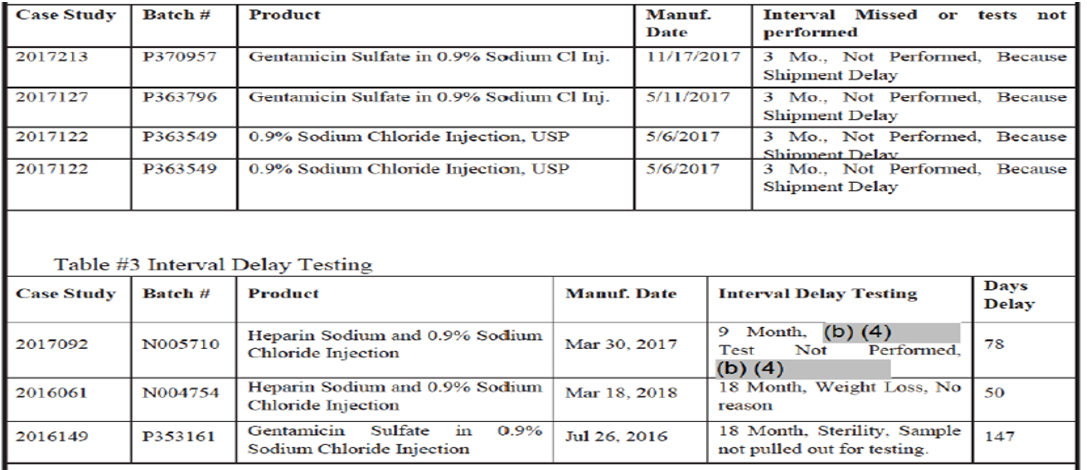 Case Study Batch # Product Manuf. Interval Missed or tests not
Date performed
2017213 P370957 Gentamicin Sulfate in 0.9% Sodium Cl Inj. 11/17/2017 3 Mo., Not Performed, Because
Shipment Delay
2017127 P363796 Gentamicin Sulfate in 0.9% Sodium Cl Inj. 5/11/2017 3 Mo., Not Performed, Because
Shipment Delay
2017122 P363549 0.9% Sodium Chloride Injection, USP 5/6/2017 3 Mo., Not Performed, Because
Shipment Delay
2017122 P363549 0.9% Sodium Chloride Injection, USP 5/6/2017 3 Mo., Not Performed, Because
Shipment Delay
Table #3 Interval Delay Testing
Case Study Batch # Product Manuf. Date Interval Delay Testing Days
Delay
2017092 N005710 Heparin Sodium and 0.9% Sodium
Chloride Injection Mar 30, 2017 9 Month, (b) (4)
Test Not Performed,
(b) (4) 78
2016061 N004754 Heparin Sodium and 0.9% Sodium
Chloride Injection Mar 18, 2018 18 Month, Weight Loss, No
reason 50
2016149 P353161 Gentamicin Sulfate in 0.9%
Sodium Chloride Injection Jul 26, 2016 18 Month, Sterility, Sample
not pulled out for testing. 147